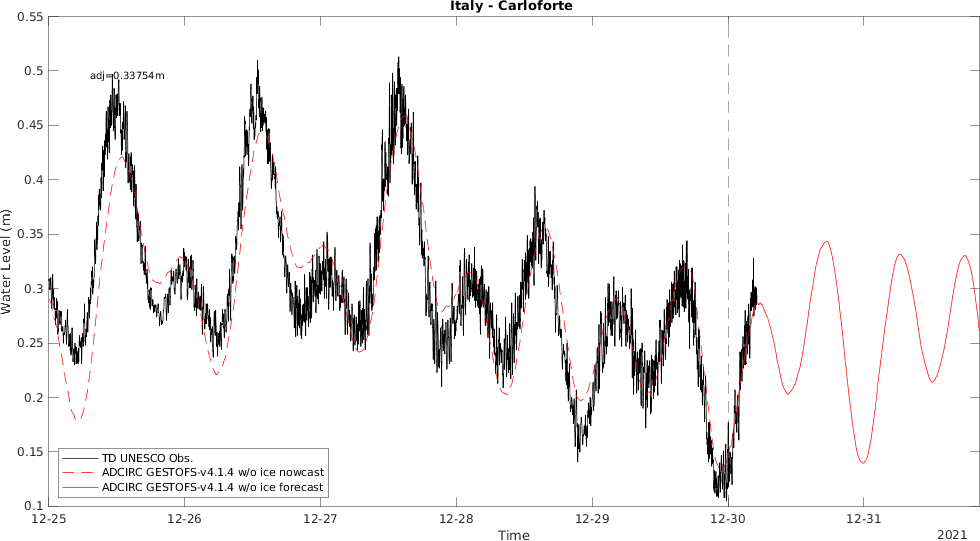 Italy - Carloforte
0.55
0.5
0.45
0.4
0.35
0.3
0.25
0.2
0.15
0.1
Water Level (m)
adj=0.33754m
TD UNESCO Obs.
ADCIRC GESTOFS-v4.1.4 w/o ice nowcast
ADCIRC GESTOFS-v4.1.4 w/o ice forecast
12-25 12-26 12-27 12-28 12-29 12-30 12-31
Time
2021